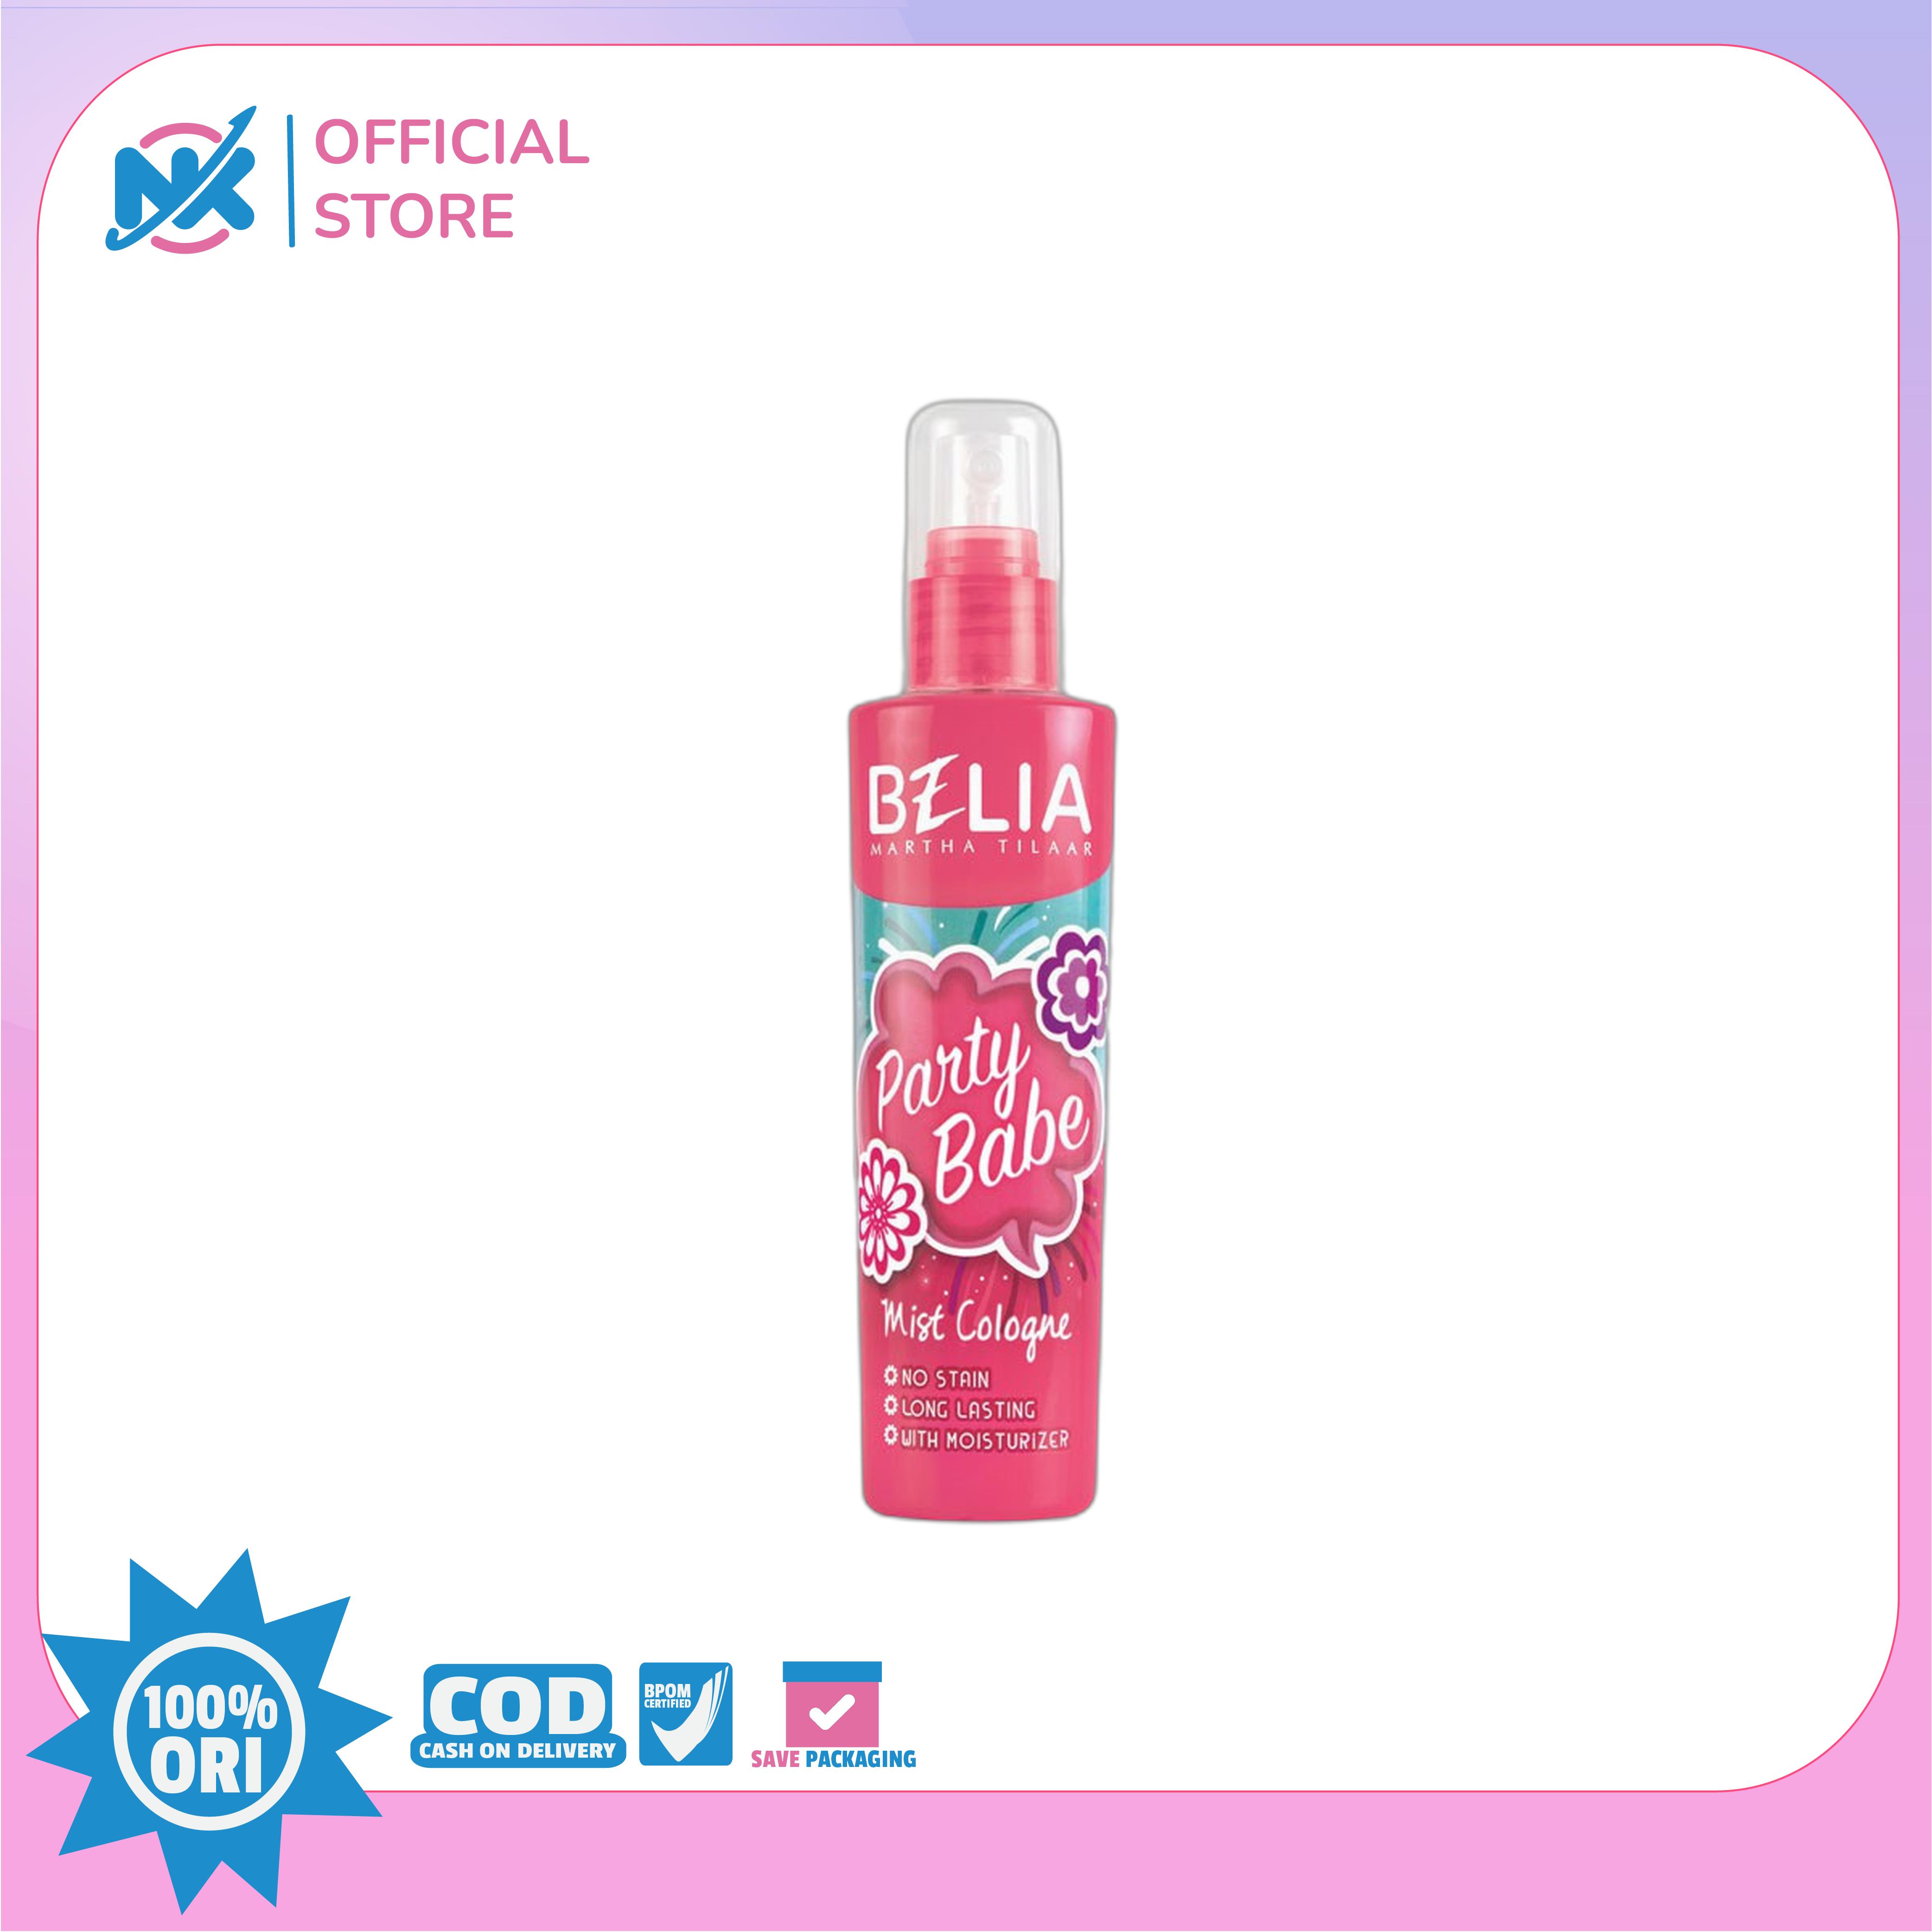 NK
OFFICIAL
STORE
BELIA
MARTHA TILAAR
Party
Babe
Mist Cologne
NO STAIN
LONG LASTING
WITH MOISTURIZER
100%
ORI
COD
CASH ON DELIVERY
BPOM
CERTIFIED
SAVE PACKAGING